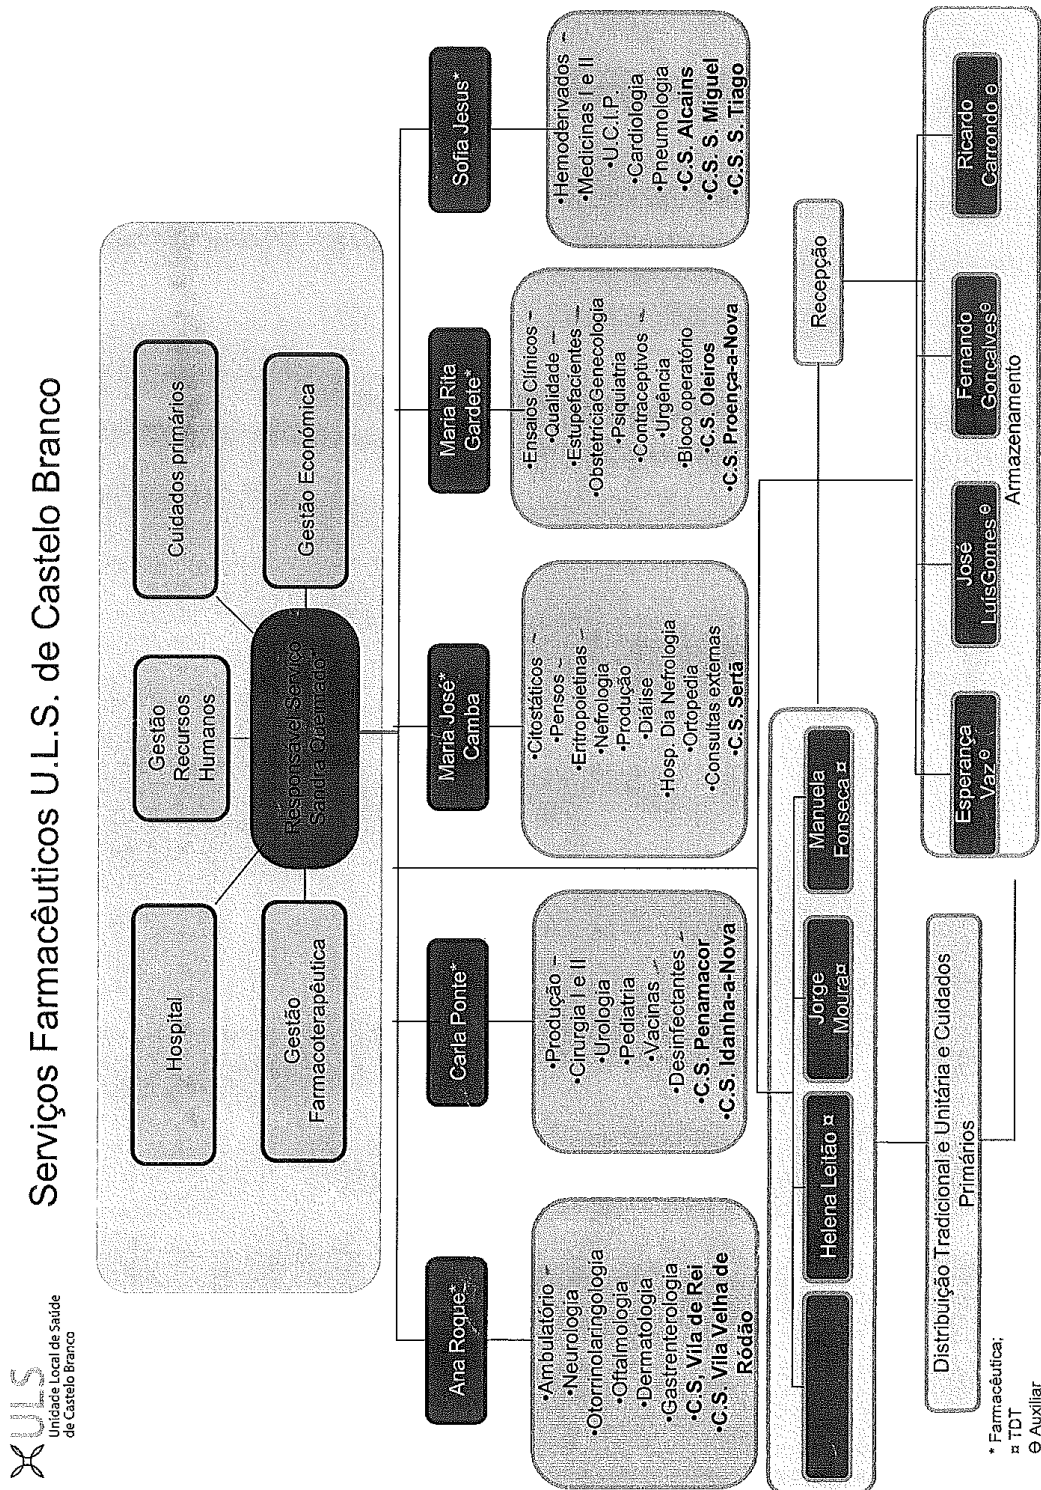 ULS
Unidade Local de Saúde
de Castelo Branco
Serviços Farmacêuticos U.L.S. de Castelo Branco
Hospital
Gestão
Recursos
Humanos
Cuidados primários
Gestão
Farmacoterapêutica
Responsável Serviço
Sandra Queimado*
Gestão Económica
Ana Roque*
Carla Ponte*
Maria José*
Camba
Maria Rita
Gardete*
Sofia Jesus*
•Ambulatório –
•Neurologia
•Otorrinolaringologia
•Oftalmologia
•Dermatologia
•Gastrenterologia
•C.S, Vila de Rei
•C.S. Vila Velha de
Ródão
•Produção –
•Cirurgia I e II
•Urologia
•Pediatria
•Vacinas –
•Desinfectantes –
•C.S. Penamacor
•C.S. Idanha-a-Nova
•Citostáticos
•Pensos –
•Eritropoietinas –
•Nefrologia
•Produção
•Diálise
•Hosp. Dia Nefrologia
•Ortopedia
•Consultas externas
•C.S. Sertã
•Ensaios Clínicos –
•Qualidade –
•Estupefacientes –
•ObstetríciaGenecologia
•Psiquiatria
•Contraceptivos –
•Urgência
•Bloco operatório
•C.S. Oleiros
•C.S. Proença-a-Nova
•Hemoderivados –
•Medicinas I e II
•U.C.I.P.
•Cardiologia
•Pneumologia
•C.S. Alcains
•C.S. S. Miguel
•C.S. S. Tiago
Helena Leitão ¤
Jorge
Moura¤
Manuela
Fonseca ¤
Recepção
Distribuição Tradicional e Unitária e Cuidados
Primários
Esperança
Vaz⊖
José
LuísGomes ⊖
Fernando
Gonçalves⊖
Ricardo
Carrondo ⊖
Armazenamento
* Farmacêutica;
¤ TDT
⊖ Auxiliar